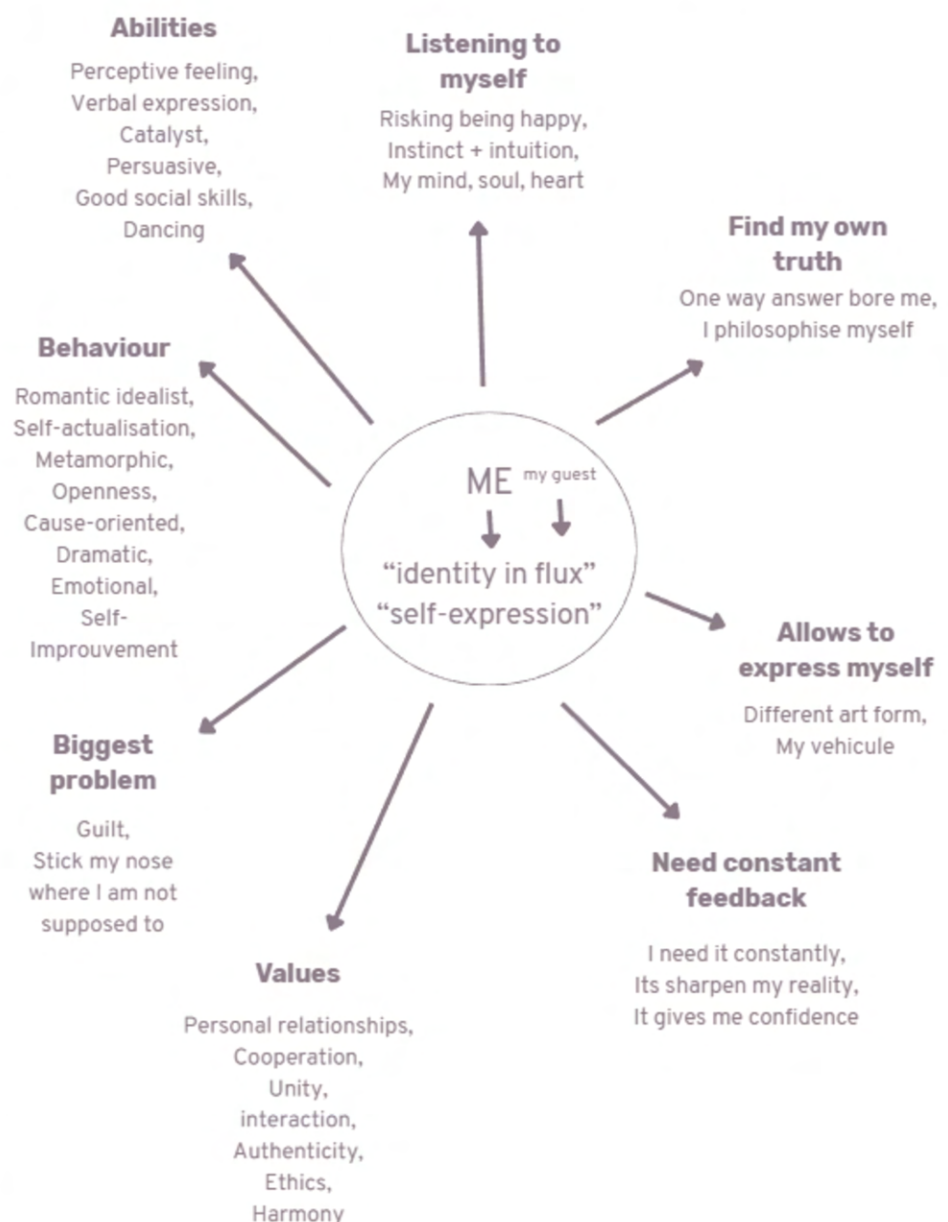 Abilities
Perceptive feeling,
Verbal expression,
Catalyst,
Persuasive,
Good social skills,
Dancing
Listening to
myself
Risking being happy,
Instinct + intuition,
My mind, soul, heart
Find my own
truth
One way answer bore me,
I philosophise myself
Behaviour
Romantic idealist,
Self-actualisation,
Metamorphic,
Openness,
Cause-oriented,
Dramatic,
Emotional,
Self-
Improuvement
ME my guest
“identity in flux”
“self-expression”
Allows to
express myself
Different art form,
My vehicule
Biggest
problem
Guilt,
Stick my nose
where I am not
supposed to
Need constant
feedback
I need it constantly,
Its sharpen my reality,
It gives me confidence
Values
Personal relationships,
Cooperation,
Unity,
interaction,
Authenticity,
Ethics,
Harmony